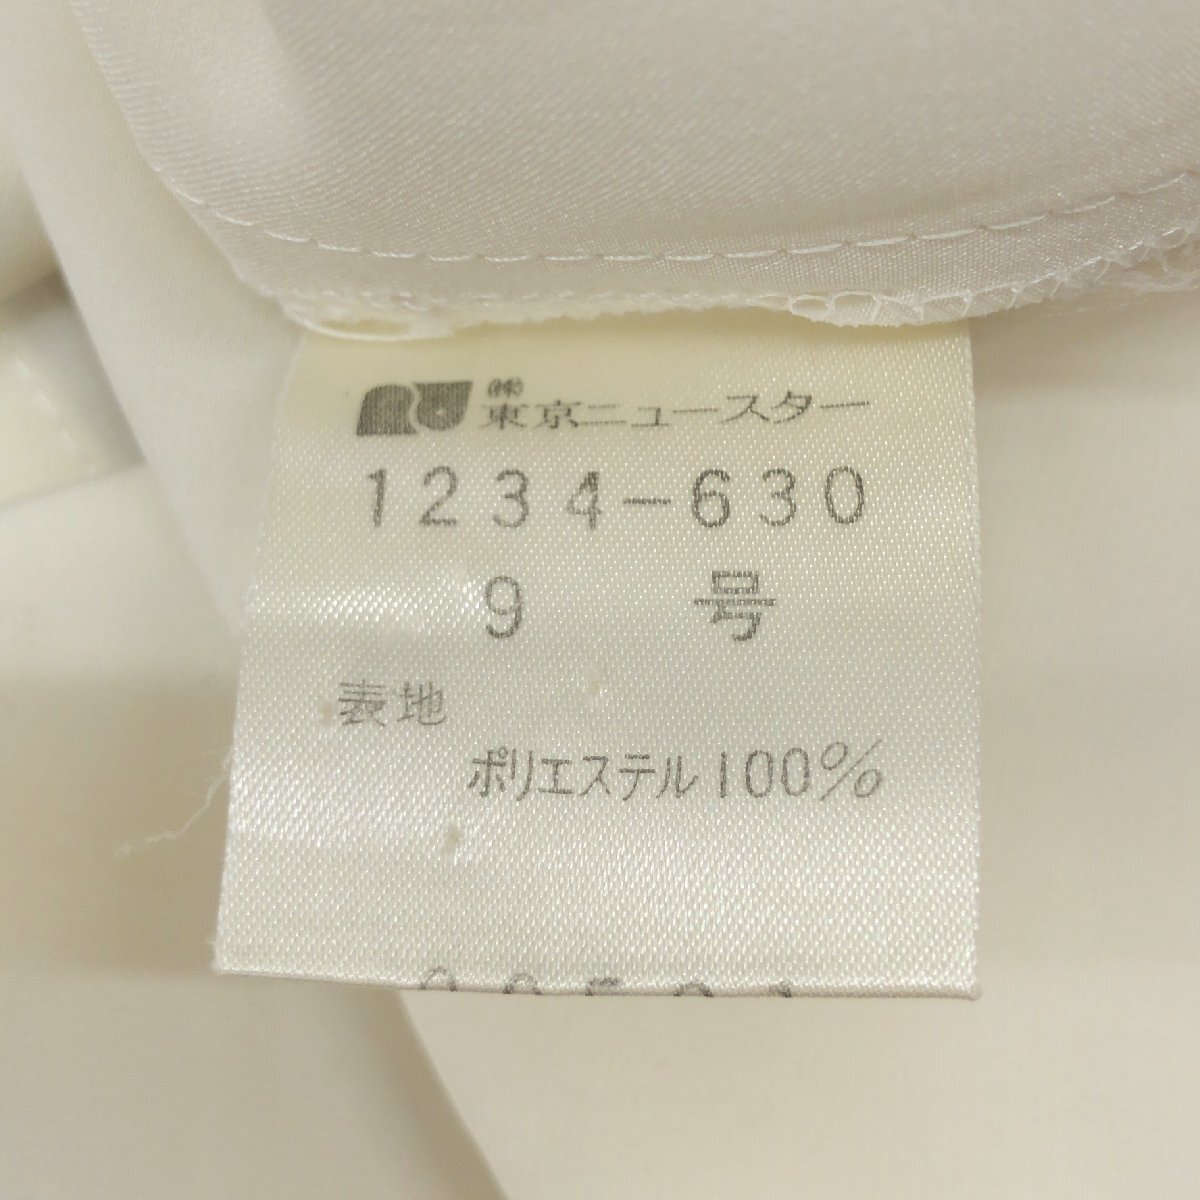 ㈱
東京ニュースター
1234-630
9 号
表地
ポリエステル100%